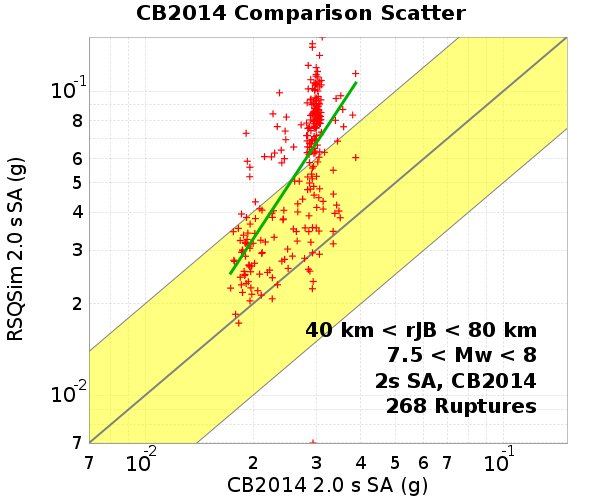 CB2014 Comparison Scatter
RSQSim 2.0 s SA (g)
10-1
8
6
5
4
3
2
10-2
7
40 km < rJB < 80 km
7.5 < Mw < 8
2s SA, CB2014
268 Ruptures
7 10-2 2 3 4 5 6 7 10-1
CB2014 2.0 s SA (g)